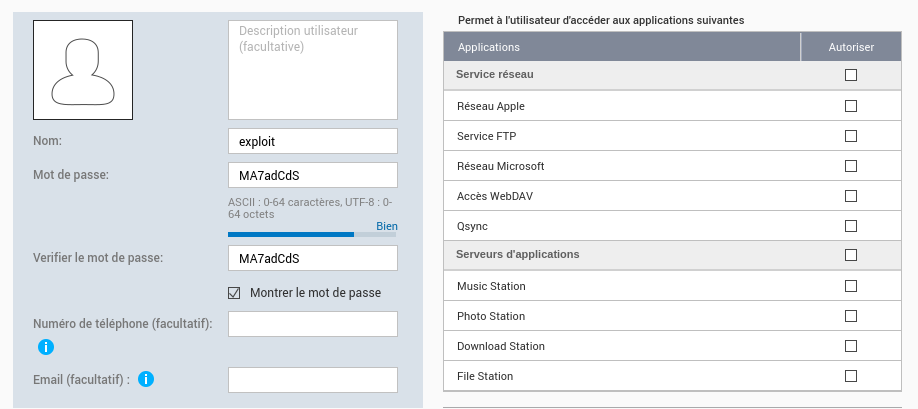 Description utilisateur
(facultative)
Nom:
exploit
Mot de passe:
MA7adCdS
ASCII : 0-64 caractères, UTF-8 : 0-
64 octets
Bien
Verifier le mot de passe:
MA7adCdS
Montrer le mot de passe
Numéro de téléphone (facultatif):
Email (facultatif) :
Permet à l'utilisateur d'accéder aux applications suivantes
Applications Autoriser
Service réseau
Réseau Apple
Service FTP
Réseau Microsoft
Accès WebDAV
Qsync
Serveurs d'applications
Music Station
Photo Station
Download Station
File Station